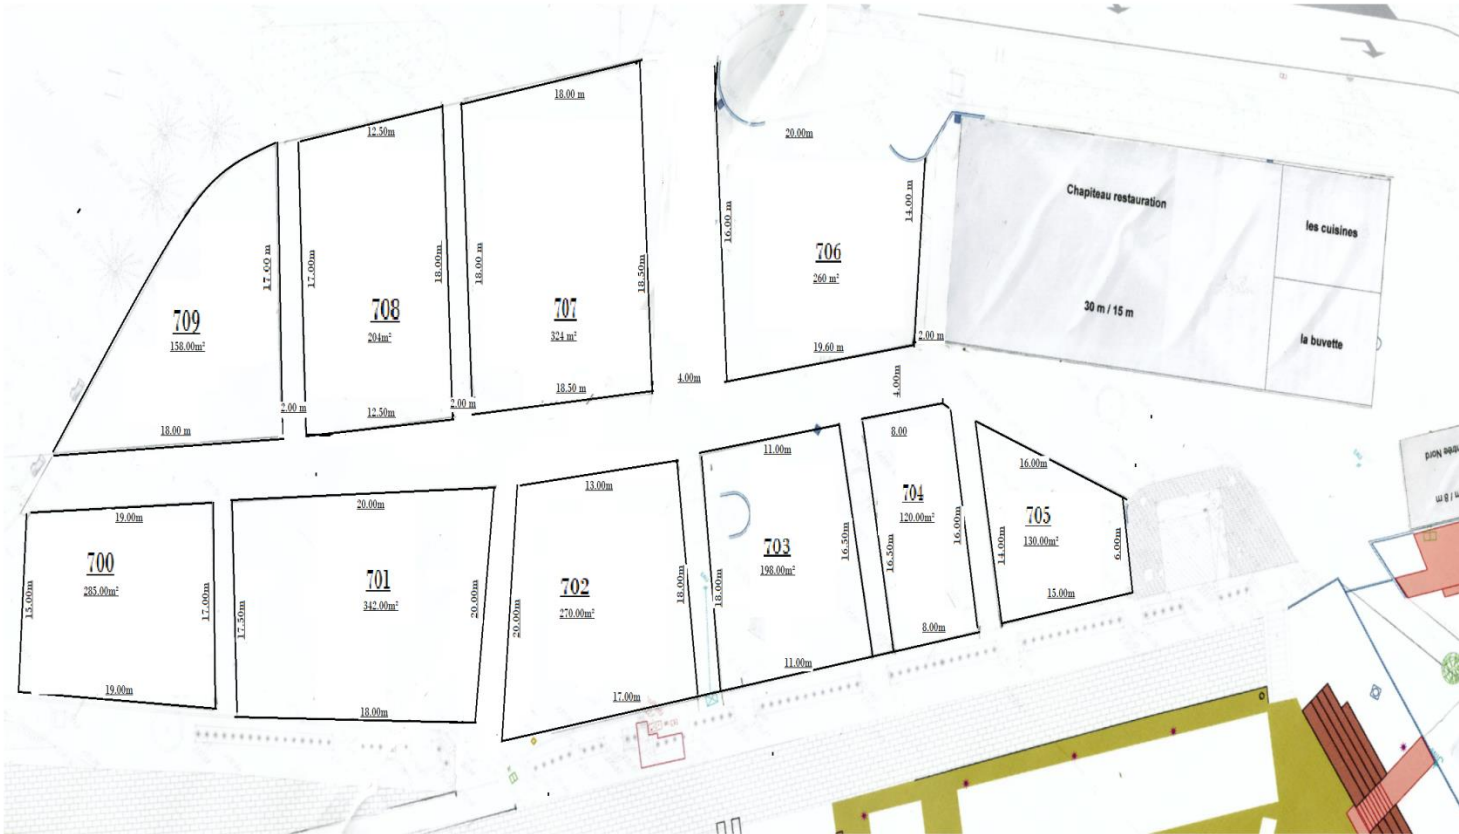 18.00 m
12.50m
20.00m
17.00 m
17.00m
18.00m
18.00 m
18.50m
16.00 m
14.00 m
Chapiteau restauration
les cuisines
30 m / 15 m
la buvette
709
158.00m²
708
204m²
707
324 m²
706
260 m²
19.60 m
2.00 m
18.00 m
2.00 m
12.50m
2.00 m
18.50 m
4.00m
4.00m
19.00m
20.00m
13.00m
11.00m
8.00
16.00m
700
285.00m²
15.00m
17.00m
19.00m
701
342.00m²
17.50m
20.00m
18.00m
702
270.00m²
20.00m
18.00m
17.00m
703
198.00m²
18.00m
16.50m
11.00m
704
120.00m²
16.50m
16.00m
8.00m
705
130.00m²
14.00m
6.00m
15.00m
m / 8 m